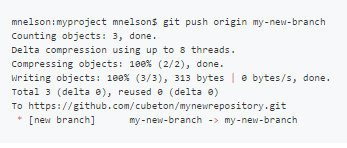 mnelson:myproject mnelson$ git push origin my-new-branch
Counting objects: 3, done.
Delta compression using up to 8 threads.
Compressing objects: 100% (2/2), done.
Writing objects: 100% (3/3), 313 bytes | 0 bytes/s, done.
Total 3 (delta 0), reused 0 (delta 0)
To https://github.com/cubeton/mynewrepository.git
 * [new branch]      my-new-branch -> my-new-branch